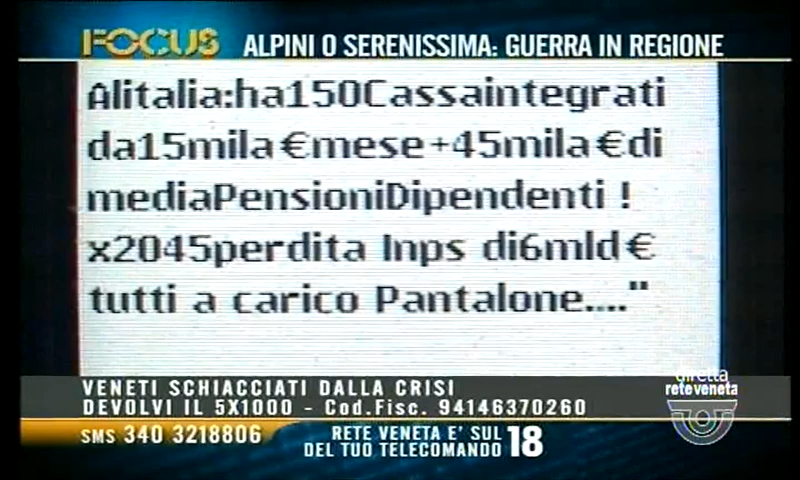 FOCUS ALPINI O SERENISSIMA: GUERRA IN REGIONE
Alitalia:ha150Cassaintegrati
da15mila€mese+45mila€di
mediaPensioniDipendenti !
x2045perdita Inps di6mld€
tutti a carico Pantalone...."
diretta
reteveneta
VENETI SCHIACCIATI DALLA CRISI
DEVOLVI IL 5X1000 - Cod.Fisc. 94146370260
SMS 340 3218806
RETE VENETA E' SUL
DEL TUO TELECOMANDO 18